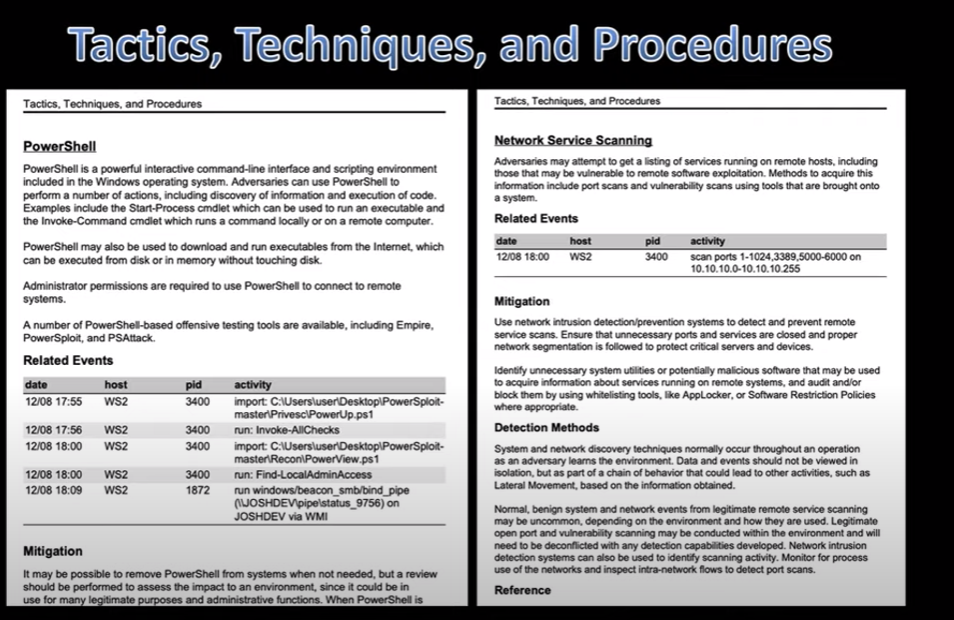 Tactics, Techniques, and Procedures
Tactics, Techniques, and Procedures
PowerShell
PowerShell is a powerful interactive command-line interface and scripting environment
included in the Windows operating system. Adversaries can use PowerShell to
perform a number of actions, including discovery of information and execution of code.
Examples include the Start-Process cmdlet which can be used to run an executable and
the Invoke-Command cmdlet which runs a command locally or on a remote computer.
PowerShell may also be used to download and run executables from the Internet, which
can be executed from disk or in memory without touching disk.
Administrator permissions are required to use PowerShell to connect to remote
systems.
A number of PowerShell-based offensive testing tools are available, including Empire,
PowerSploit, and PSAttack.
Related Events
date host pid activity
12/08 17:55 WS2 3400 import: C:\Users\user\Desktop\PowerSploit-
master\Privesc\PowerUp.ps1
12/08 17:56 WS2 3400 run: Invoke-AllChecks
12/08 18:00 WS2 3400 import: C:\Users\user\Desktop\PowerSploit-
master\Recon\PowerView.ps1
12/08 18:00 WS2 3400 run: Find-LocalAdminAccess
12/08 18:09 WS2 1872 run windows/beacon_smb/bind_pipe
(\\JOSHDEV\pipe\status_9756) on
JOSHDEV via WMI
Mitigation
It may be possible to remove PowerShell from systems when not needed, but a review
should be performed to assess the impact to an environment, since it could be in
use for many legitimate purposes and administrative functions. When PowerShell is
Tactics, Techniques, and Procedures
Network Service Scanning
Adversaries may attempt to get a listing of services running on remote hosts, including
those that may be vulnerable to remote software exploitation. Methods to acquire this
information include port scans and vulnerability scans using tools that are brought onto
a system.
Related Events
date host pid activity
12/08 18:00 WS2 3400 scan ports 1-1024,3389,5000-6000 on
10.10.10.0-10.10.10.255
Mitigation
Use network intrusion detection/prevention systems to detect and prevent remote
service scans. Ensure that unnecessary ports and services are closed and proper
network segmentation is followed to protect critical servers and devices.
Identify unnecessary system utilities or potentially malicious software that may be used
to acquire information about services running on remote systems, and audit and/or
block them by using whitelisting tools, like AppLocker, or Software Restriction Policies
where appropriate.
Detection Methods
System and network discovery techniques normally occur throughout an operation
as an adversary learns the environment. Data and events should not be viewed in
isolation, but as part of a chain of behavior that could lead to other activities, such as
Lateral Movement, based on the information obtained.
Normal, benign system and network events from legitimate remote service scanning
may be uncommon, depending on the environment and how they are used. Legitimate
open port and vulnerability scanning may be conducted within the environment and will
need to be deconflicted with any detection capabilities developed. Network intrusion
detection systems can also be used to identify scanning activity. Monitor for process
use of the networks and inspect intra-network flows to detect port scans.
Reference